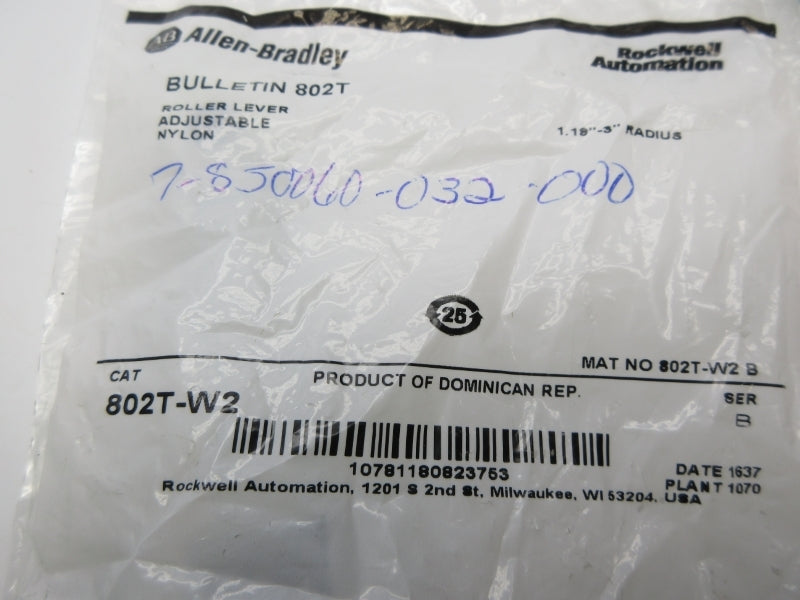 AB Allen-Bradley
Rockwell Automation
BULLETIN 802T
ROLLER LEVER
ADJUSTABLE
NYLON
1.18"-3" RADIUS
7-850060-032-000
25
MAT NO 802T-W2 B
CAT
PRODUCT OF DOMINICAN REP.
SER
802T-W2
B
10781180823753
DATE 1637
PLANT 1070
Rockwell Automation, 1201 S 2nd St, Milwaukee, WI 53204. USA